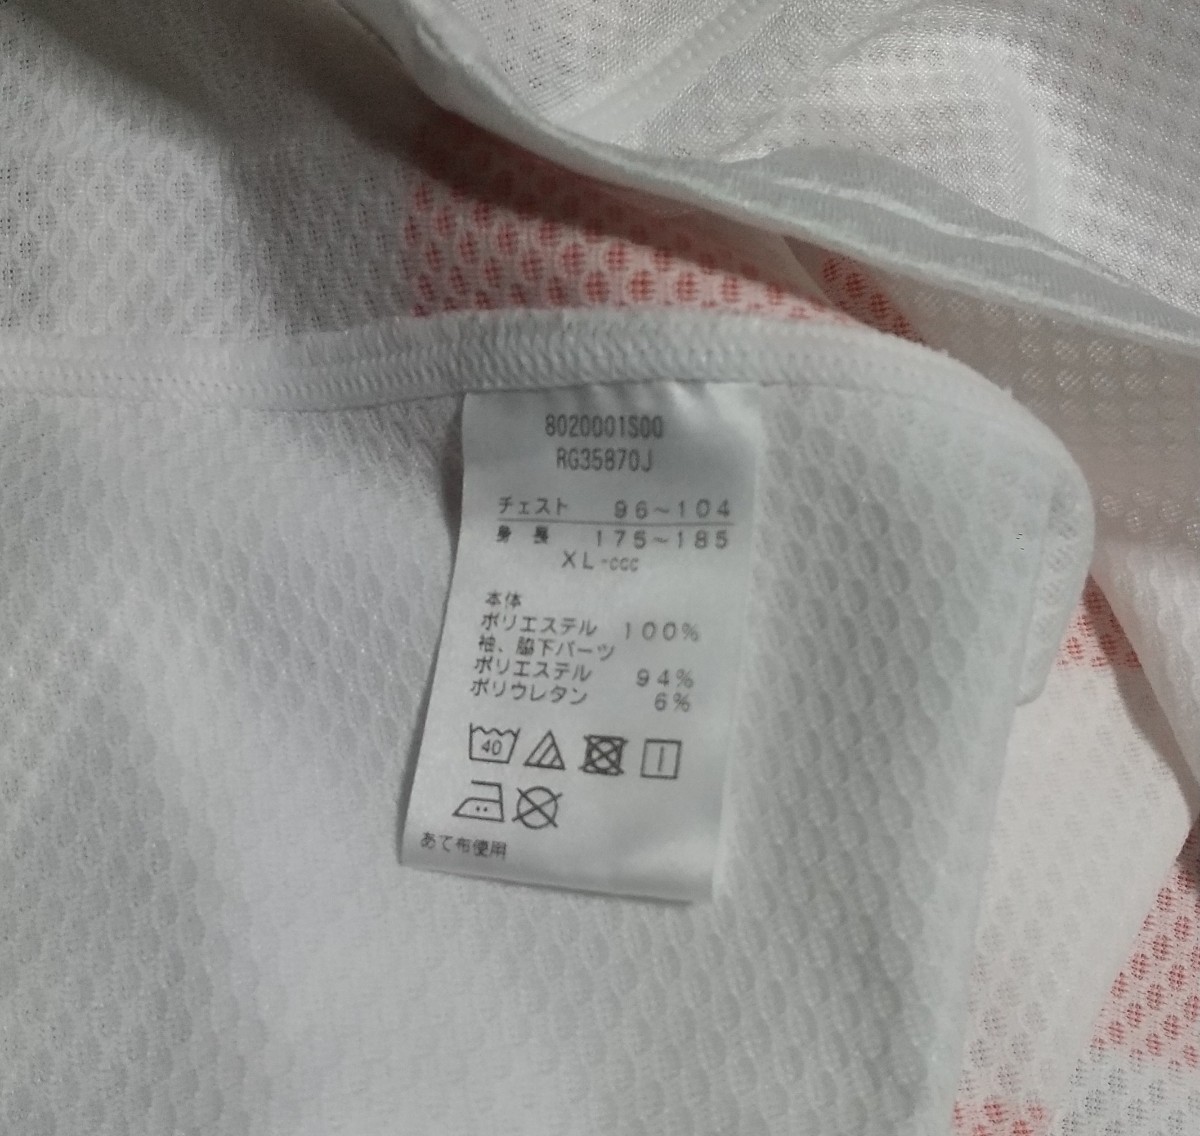 8020001S00
RG35870J
チェスト 96～104
身長 175～185
XL-ccc
本体
ポリエステル 100%
袖、脇下パーツ
ポリエステル 94%
ポリウレタン 6%
40
あて布使用